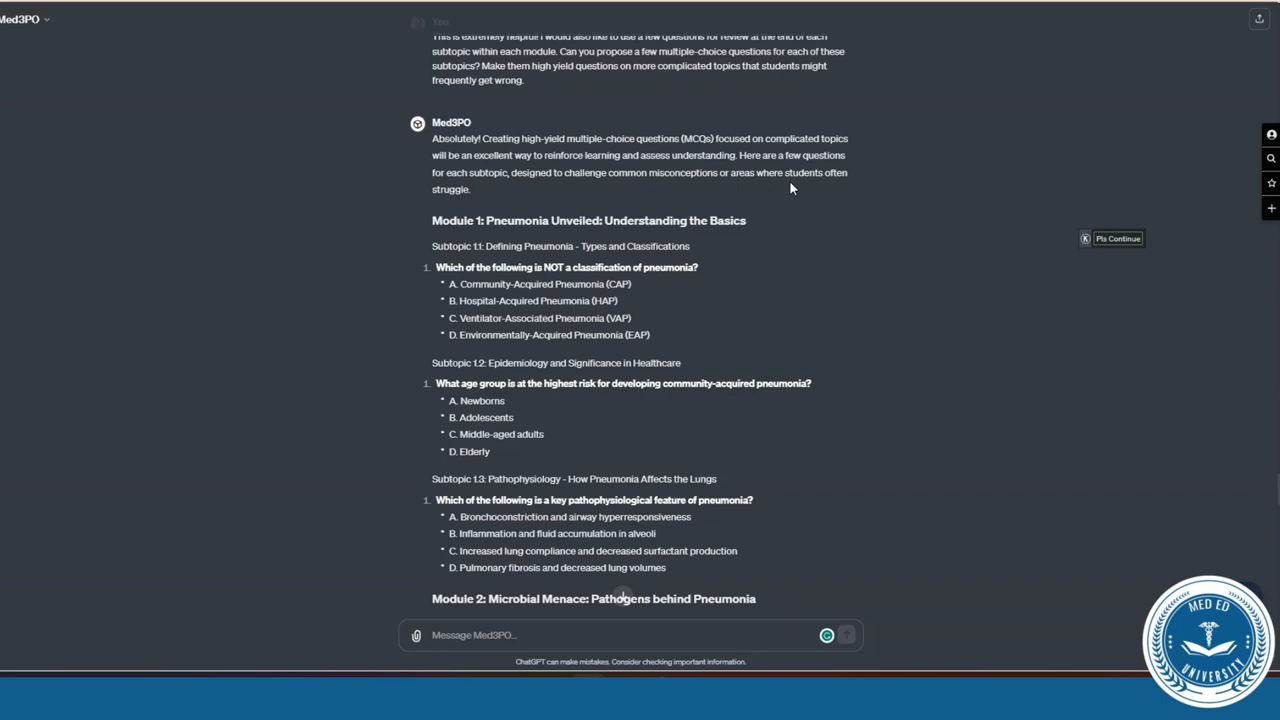 Med3PO
You
This is extremely helpful! I would also like to use a few questions for review at the end of each
subtopic within each module. Can you propose a few multiple-choice questions for each of these
subtopics? Make them high yield questions on more complicated topics that students might
frequently get wrong.
Med3PO
Absolutely! Creating high-yield multiple-choice questions (MCQs) focused on complicated topics
will be an excellent way to reinforce learning and assess understanding. Here are a few questions
for each subtopic, designed to challenge common misconceptions or areas where students often
struggle.
Module 1: Pneumonia Unveiled: Understanding the Basics
K Pls Continue
Subtopic 1.1: Defining Pneumonia - Types and Classifications
1. Which of the following is NOT a classification of pneumonia?
• A. Community-Acquired Pneumonia (CAP)
• B. Hospital-Acquired Pneumonia (HAP)
• C. Ventilator-Associated Pneumonia (VAP)
• D. Environmentally-Acquired Pneumonia (EAP)
Subtopic 1.2: Epidemiology and Significance in Healthcare
1. What age group is at the highest risk for developing community-acquired pneumonia?
• A. Newborns
• B. Adolescents
• C. Middle-aged adults
• D. Elderly
Subtopic 1.3: Pathophysiology - How Pneumonia Affects the Lungs
1. Which of the following is a key pathophysiological feature of pneumonia?
• A. Bronchoconstriction and airway hyperresponsiveness
• B. Inflammation and fluid accumulation in alveoli
• C. Increased lung compliance and decreased surfactant production
• D. Pulmonary fibrosis and decreased lung volumes
Module 2: Microbial Menace: Pathogens behind Pneumonia
Message Med3PO...
ChatGPT can make mistakes. Consider checking important information.
MED ED
UNIVERSITY